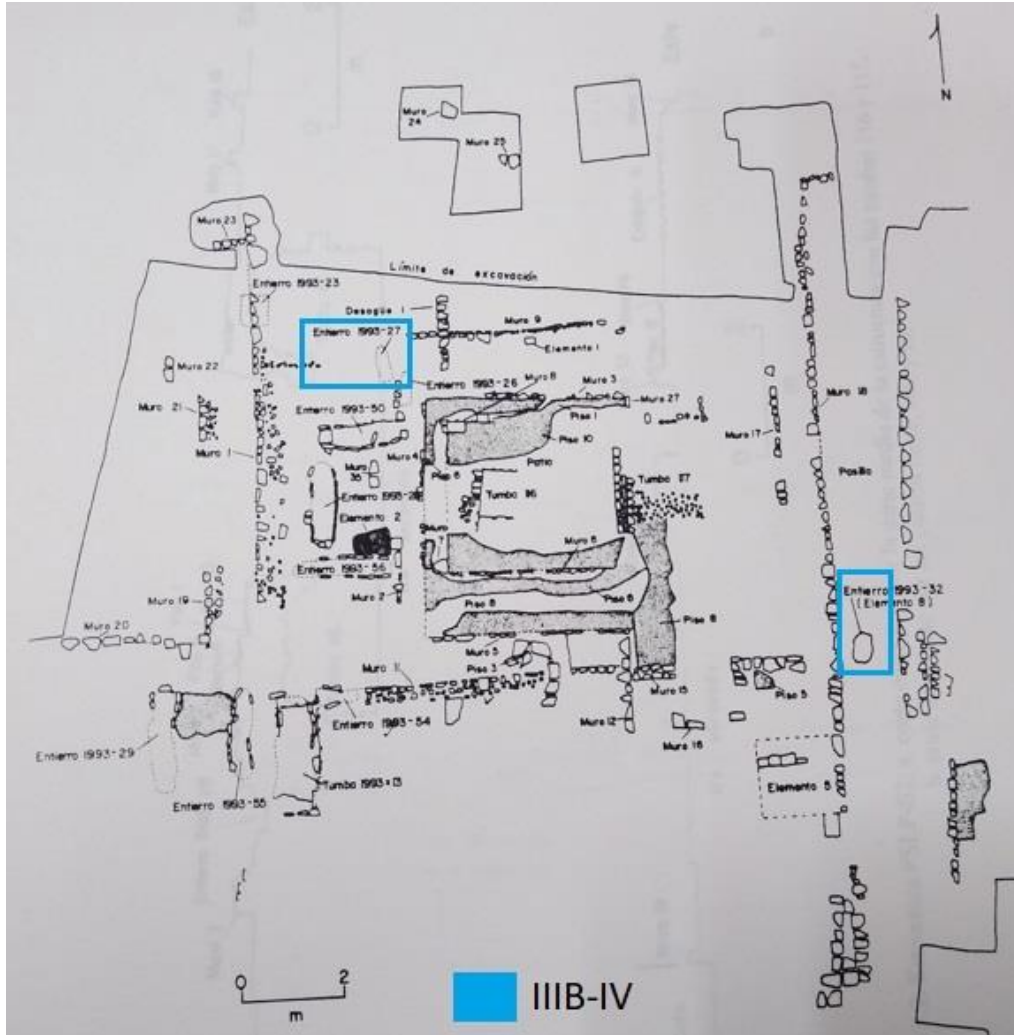 Muro
24
Muro
25
N
Muro 23
Límite de excavación
Entierro 1993-23
Desagüe 1
Entierro 1993-27
Muro 9
Elemento 1
Muro 22
Entierro 1993-26
Muro 8
Muro 3
Muro 27
Muro 21
Entierro 1993-50
Piso 1
Piso 10
Muro 18
Muro 17
Muro 1
Muro 4
Piso 6
Patio
Pasillo
Muro
36
Tumba 116
Tumba 117
Elemento 2
Muro
7
Muro 6
Entierro 1993-56
Entierro 1993-32
(Elemento 8)
Muro 2
Piso 8
Piso 6
Muro 19
Piso 8
Muro 20
Muro 5
Piso 3
Muro 11
Muro 15
Piso 5
Entierro 1993-54
Muro 12
Muro 16
Entierro 1993-29
Entierro 1993-55
Tumba 1993-13
Elemento 5
0
2
m
IIIB-IV